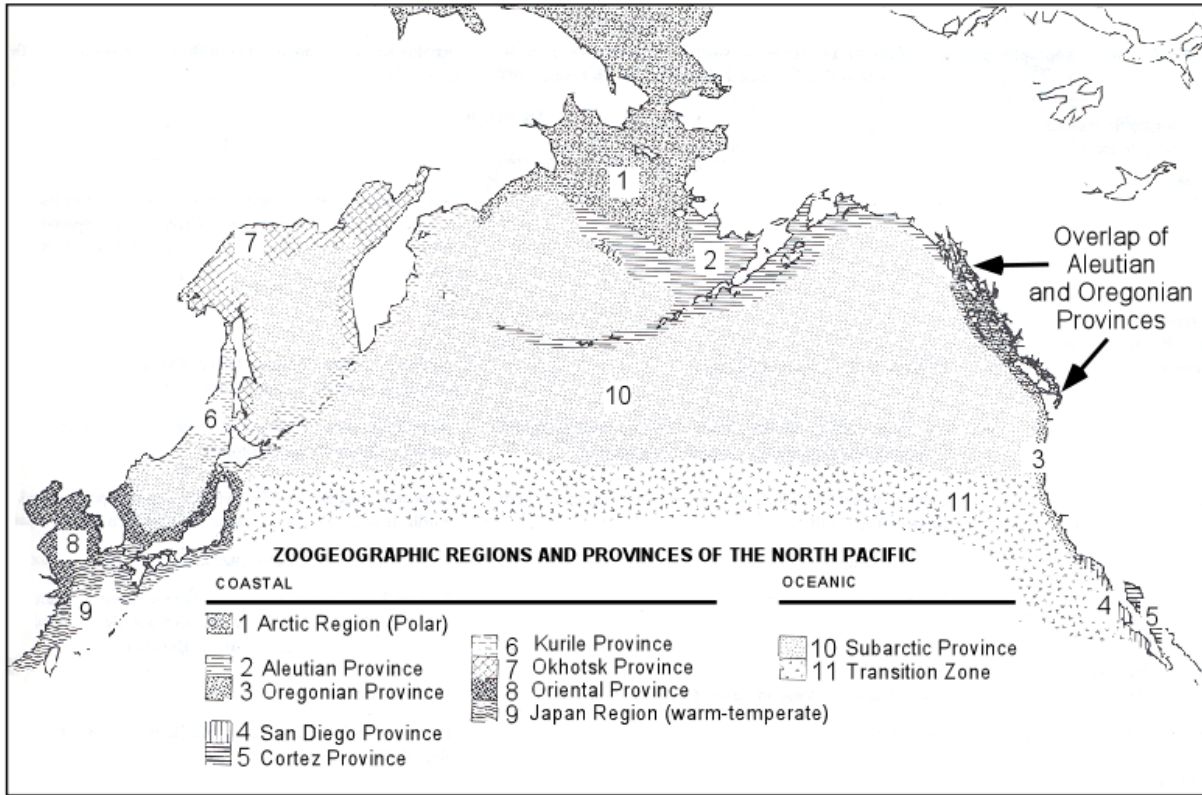 1
7
2
Overlap of
Aleutian
and Oregonian
Provinces
10
6
3
11
8
9
4
5
ZOOGEOGRAPHIC REGIONS AND PROVINCES OF THE NORTH PACIFIC
COASTAL
OCEANIC
1 Arctic Region (Polar)
2 Aleutian Province
3 Oregonian Province
4 San Diego Province
5 Cortez Province
6 Kurile Province
7 Okhotsk Province
8 Oriental Province
9 Japan Region (warm-temperate)
10 Subarctic Province
11 Transition Zone